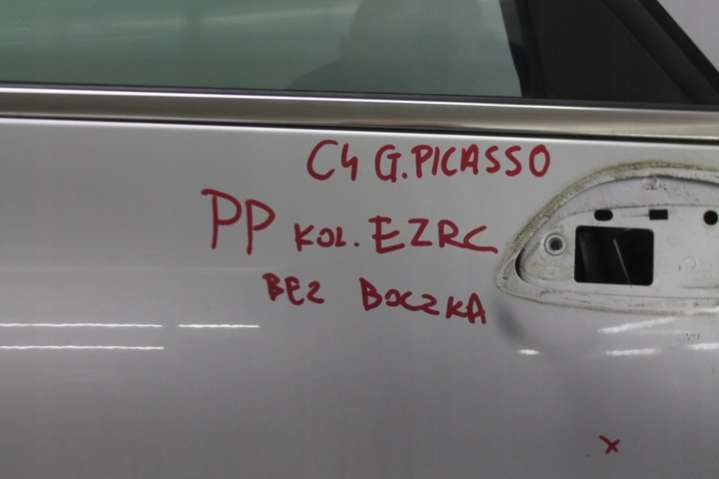 C4 G.PICASSO
PP KOL. EZRC
BEZ BOCZKA
x